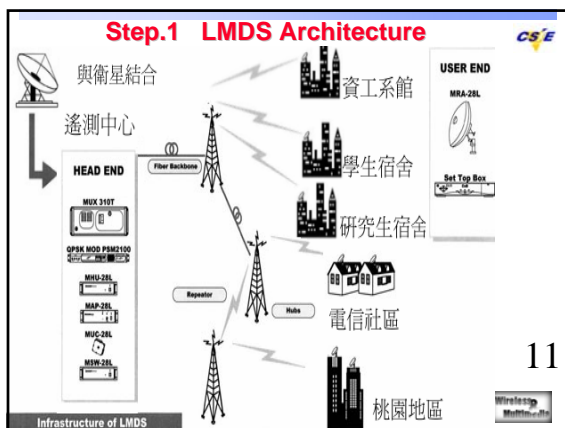 Step.1 LMDS Architecture
CSIE
與衛星結合
遙測中心
HEAD END
MUX 310T
QPSK MOD PSM2100
MHU-28L
MAP-28L
MUC-28L
MSW-28L
Infrastructure of LMDS
Fiber Backbone
Repeator
Hubs
資工系館
學生宿舍
研究生宿舍
電信社區
桃園地區
USER END
MRA-28L
Set Top Box
11
Wireless
Multimedia